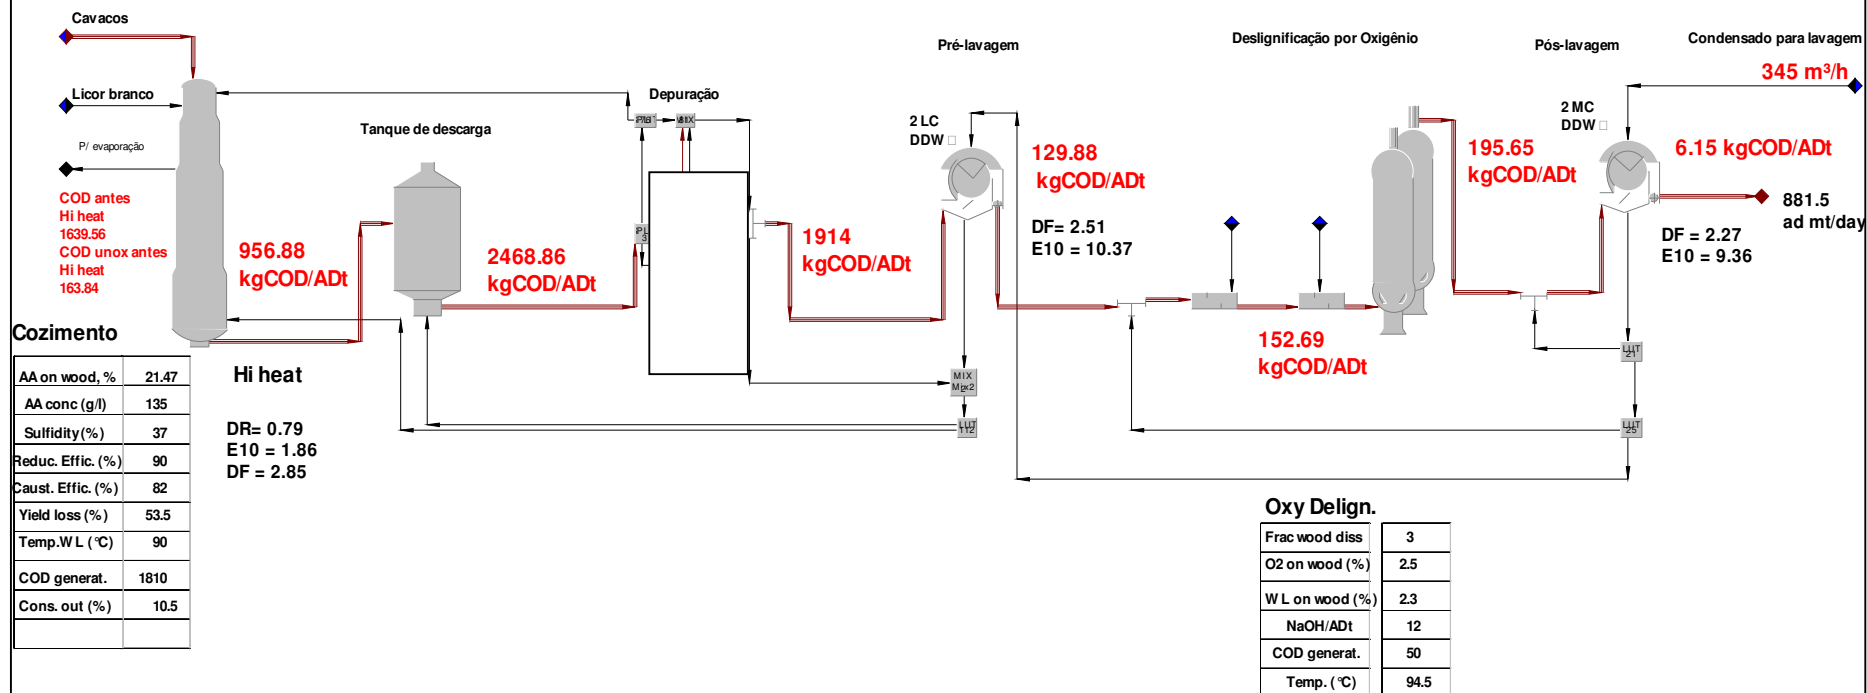 Cavacos
Licor branco
P/ evaporação
COD antes
Hi heat
1639.56
COD unox antes
Hi heat
163.84
956.88
kgCOD/ADt
Tanque de descarga
2468.86
kgCOD/ADt
Depuração
1914
kgCOD/ADt
Pré-lavagem
2 LC
DDW
129.88
kgCOD/ADt
DF= 2.51
E10 = 10.37
MIX
Deslignificação por Oxigênio
152.69
kgCOD/ADt
195.65
kgCOD/ADt
Pós-lavagem
2 MC
DDW
Condensado para lavagem
345 m³/h
6.15 kgCOD/ADt
881.5
ad mt/day
DF = 2.27
E10 = 9.36
LUT
21
LUT
25
Cozimento
AA on wood, % 21.47
AA conc (g/l) 135
Sulfidity(%) 37
Reduc. Effic. (%) 90
Caust. Effic. (%) 82
Yield loss (%) 53.5
Temp.WL (°C) 90
COD generat. 1810
Cons. out (%) 10.5
Hi heat
DR= 0.79
E10 = 1.86
DF = 2.85
Oxy Delign.
Frac wood diss 3
O2 on wood (%) 2.5
WL on wood (%) 2.3
NaOH/ADt 12
COD generat. 50
Temp. (°C) 94.5